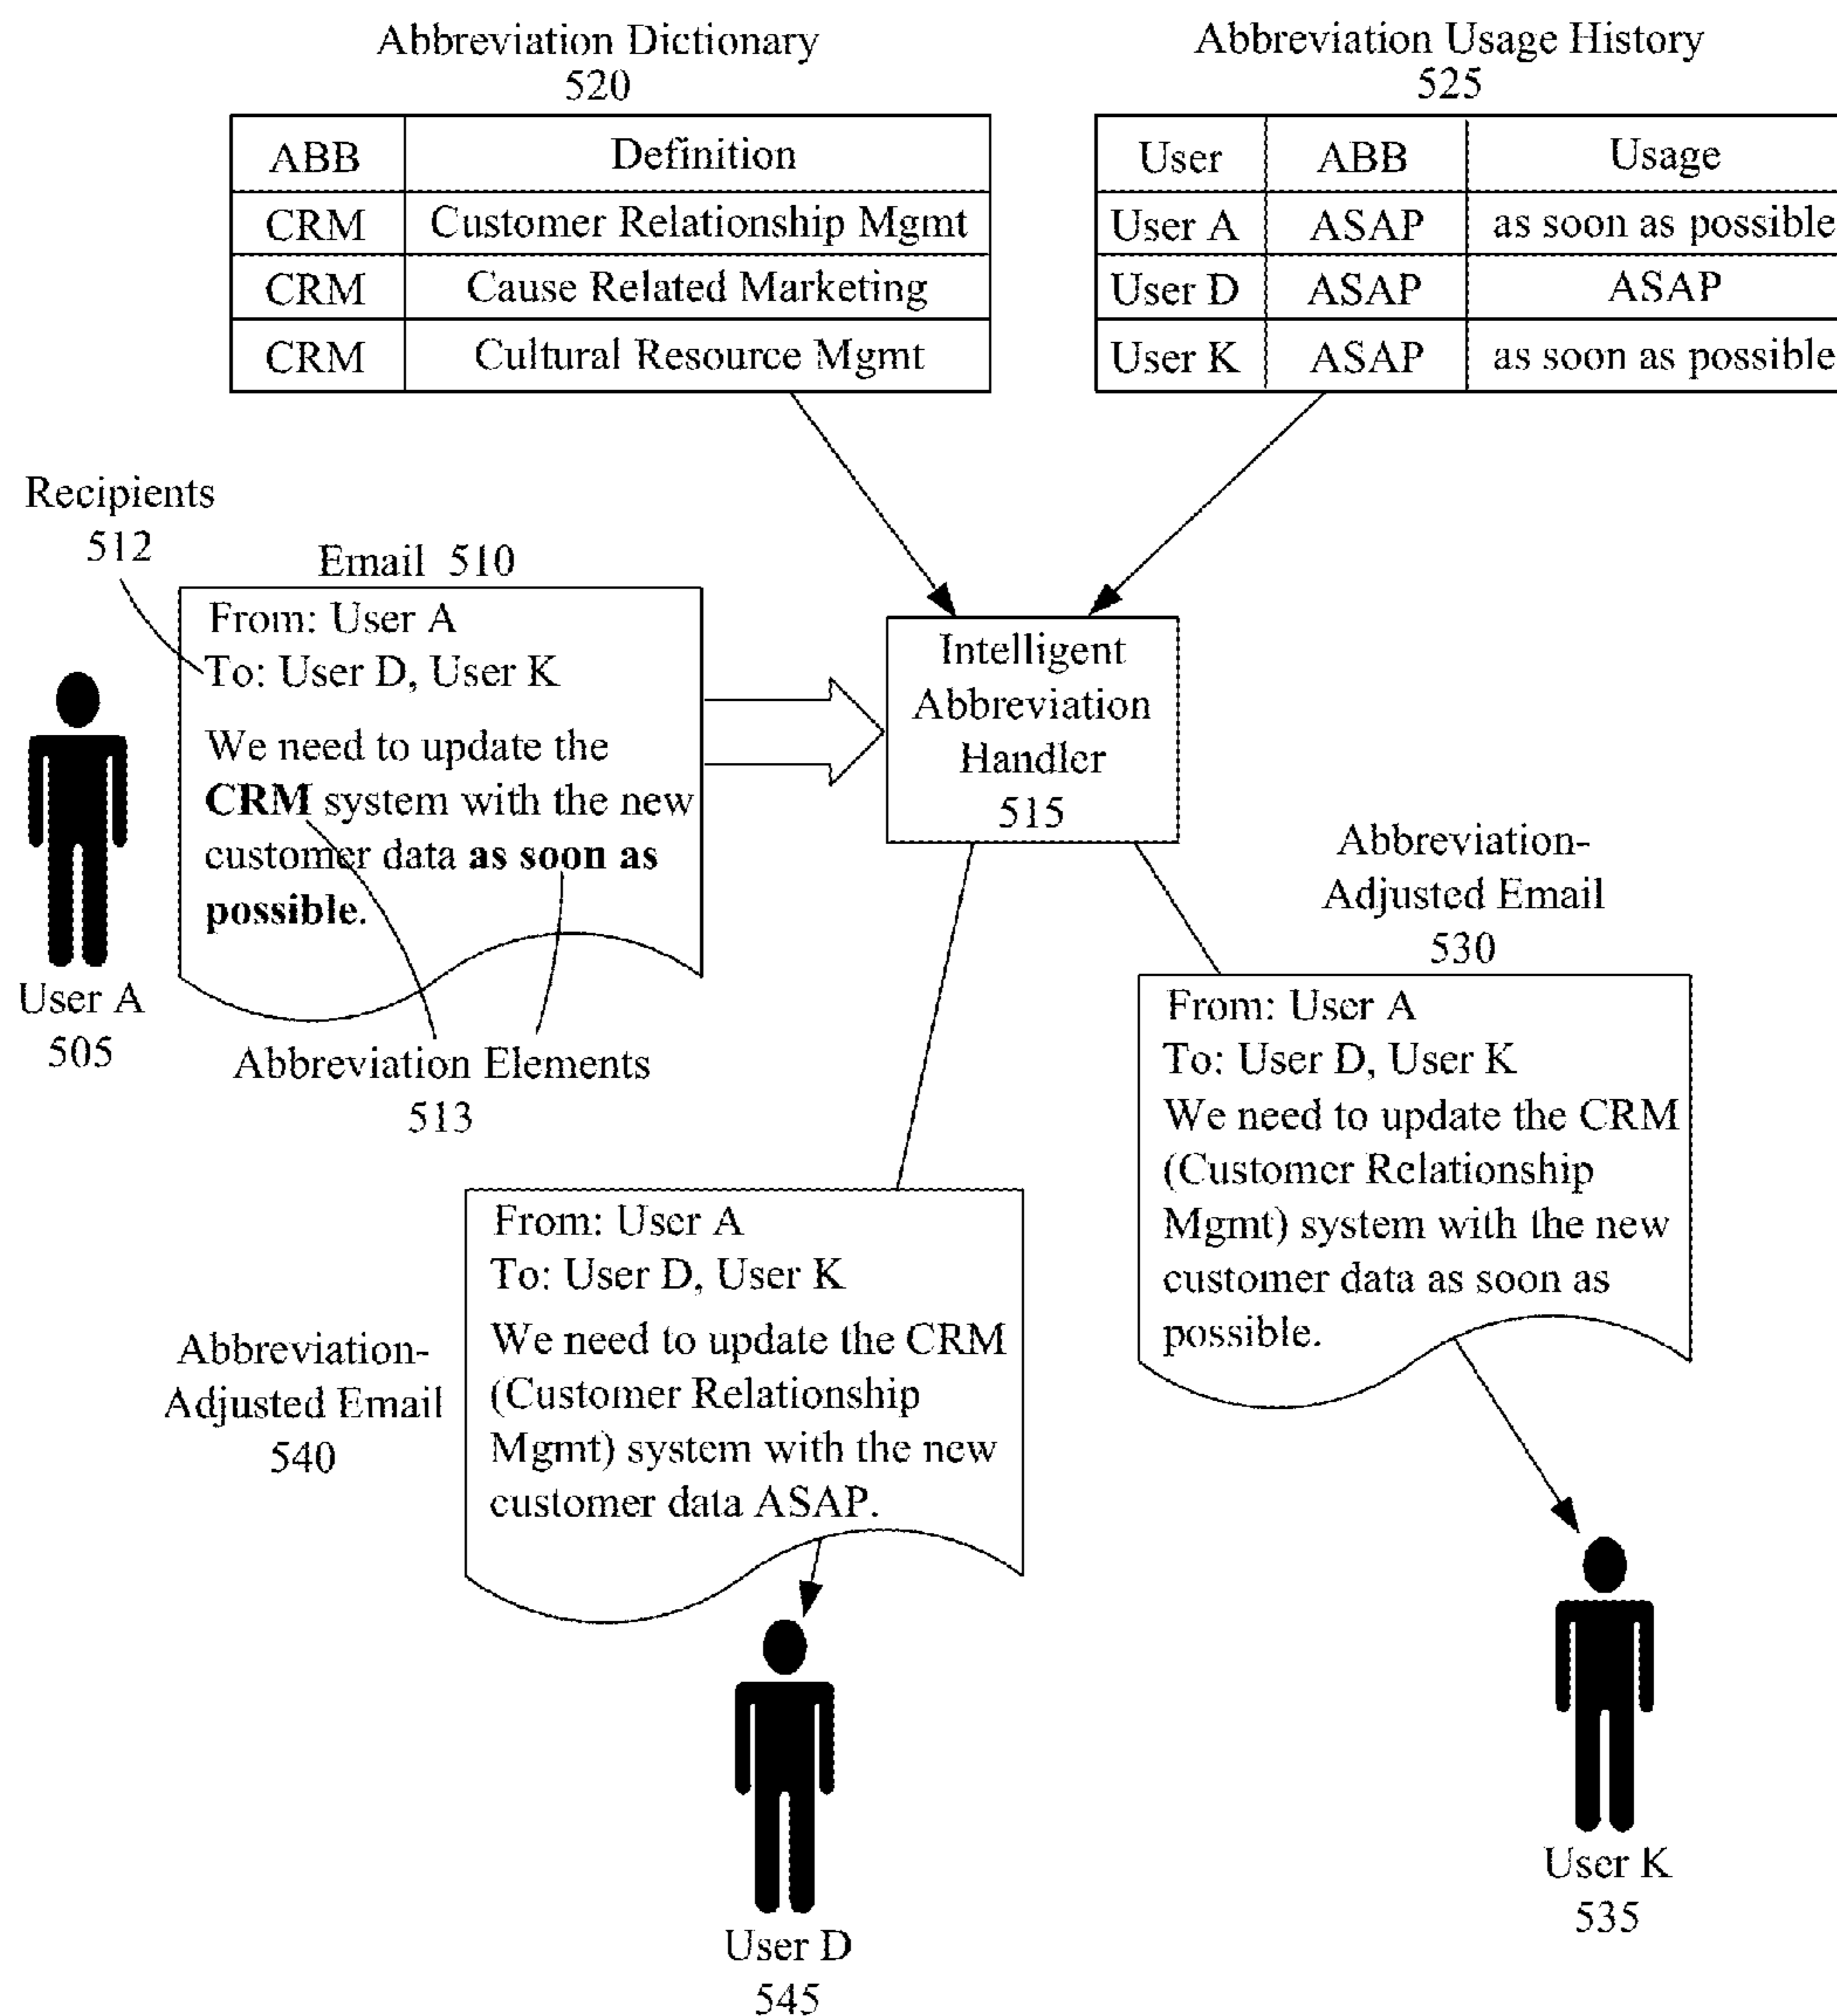 Abbreviation Dictionary
520
ABB Definition
CRM Customer Relationship Mgmt
CRM Cause Related Marketing
CRM Cultural Resource Mgmt
Abbreviation Usage History
525
User ABB Usage
User A ASAP as soon as possible
User D ASAP ASAP
User K ASAP as soon as possible
Recipients
512
Email 510
From: User A
To: User D, User K
We need to update the
CRM system with the new
customer data as soon as
possible.
User A
505
Abbreviation Elements
513
Intelligent
Abbreviation
Handler
515
Abbreviation-
Adjusted Email
530
From: User A
To: User D, User K
We need to update the CRM
(Customer Relationship
Mgmt) system with the new
customer data as soon as
possible.
Abbreviation-
Adjusted Email
540
From: User A
To: User D, User K
We need to update the CRM
(Customer Relationship
Mgmt) system with the new
customer data ASAP.
User K
535
User D
545